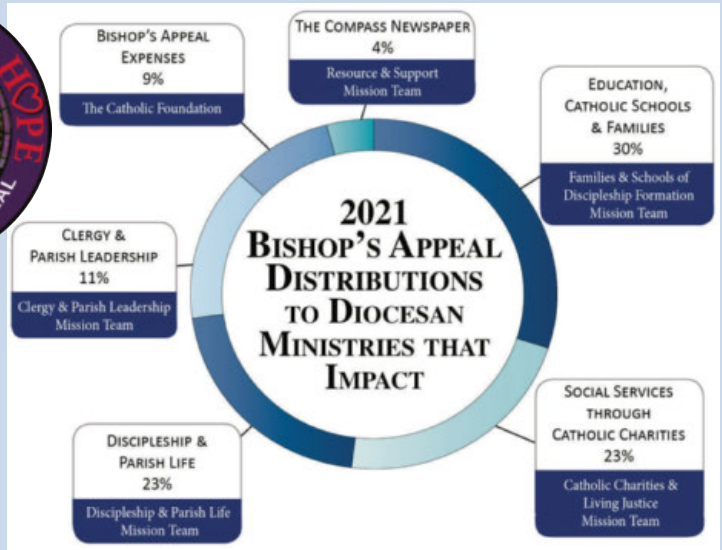 HOPE
AL
BISHOP'S APPEAL
EXPENSES
9%
The Catholic Foundation
THE COMPASS NEWSPAPER
4%
Resource & Support
Mission Team
EDUCATION,
CATHOLIC SCHOOLS
& FAMILIES
30%
Families & Schools of
Discipleship Formation
Mission Team
CLERGY &
PARISH LEADERSHIP
11%
Clergy & Parish Leadership
Mission Team
2021
BISHOP'S APPEAL
DISTRIBUTIONS
TO DIOCESAN
MINISTRIES THAT
IMPACT
DISCIPLESHIP &
PARISH LIFE
23%
Discipleship & Parish Life
Mission Team
SOCIAL SERVICES
THROUGH
CATHOLIC CHARITIES
23%
Catholic Charities &
Living Justice
Mission Team